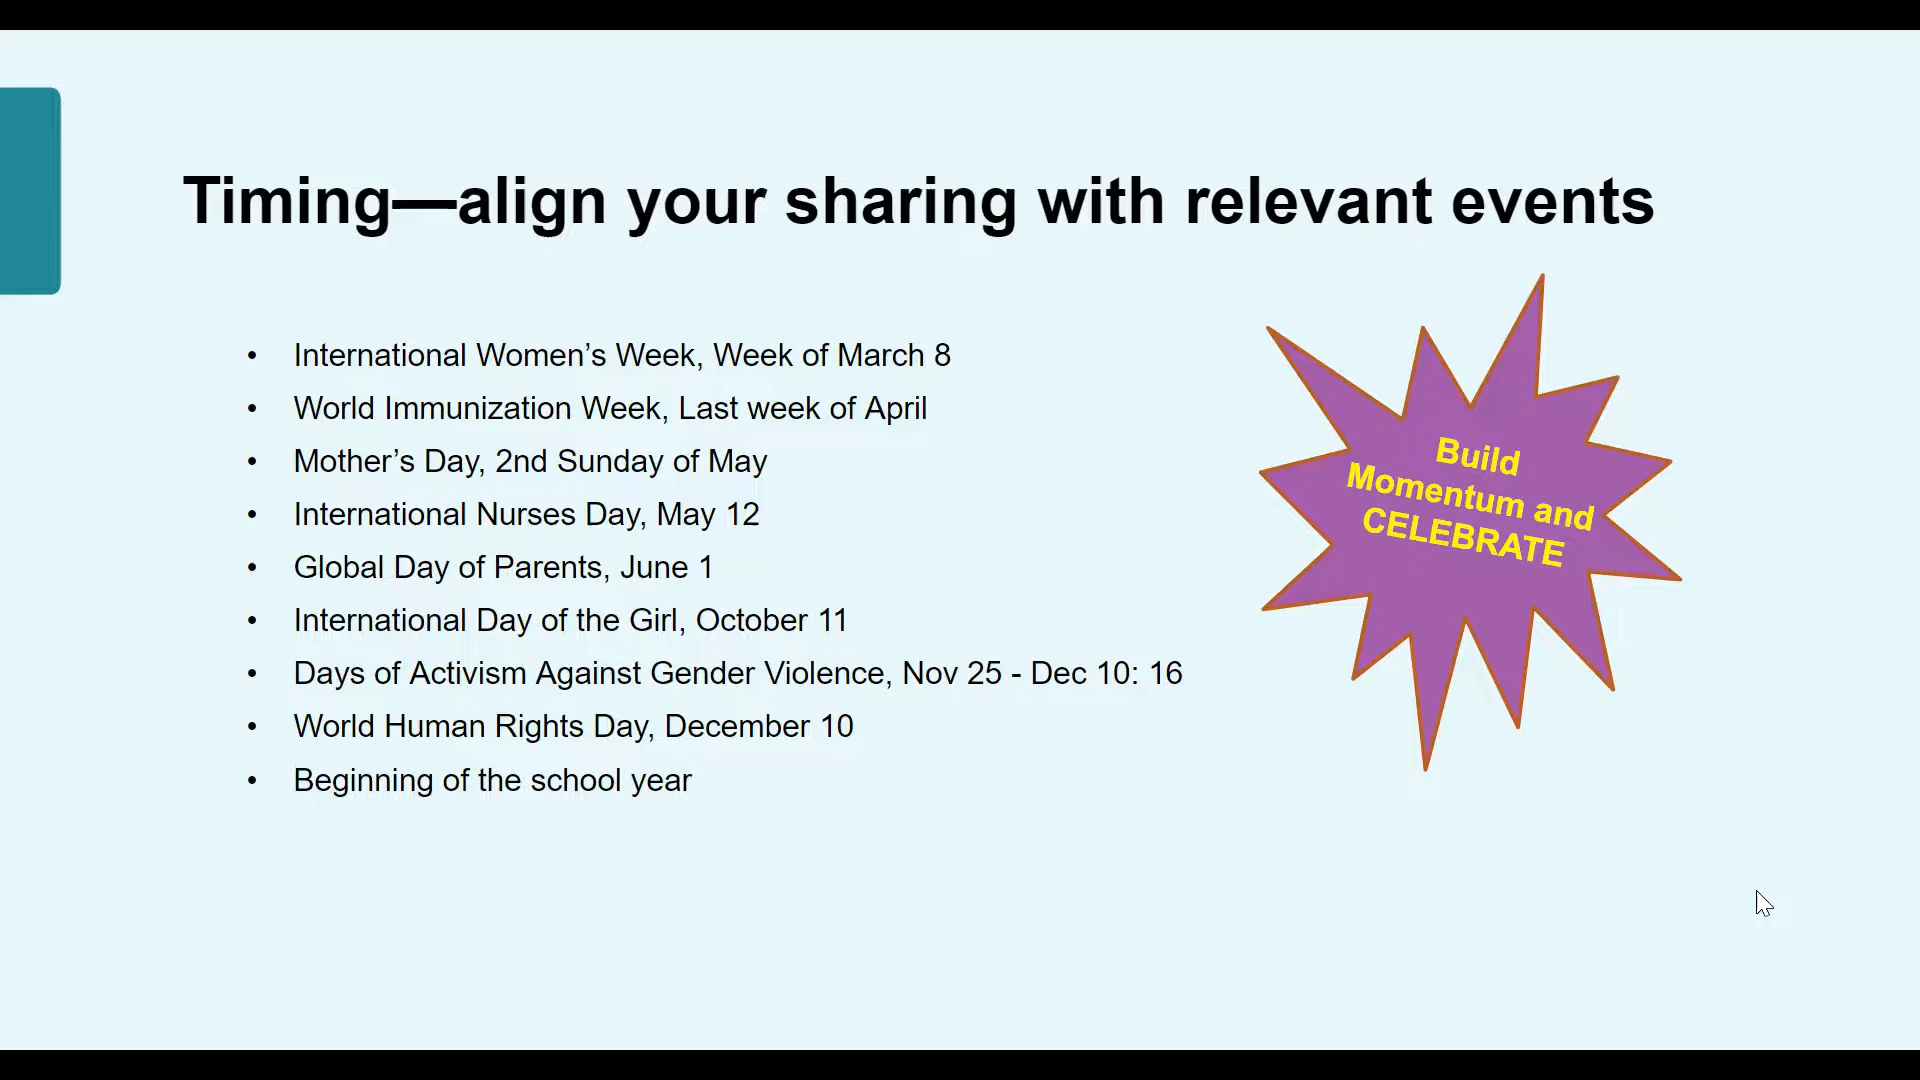 Timing—align your sharing with relevant events
• International Women’s Week, Week of March 8
• World Immunization Week, Last week of April
• Mother’s Day, 2nd Sunday of May
• International Nurses Day, May 12
• Global Day of Parents, June 1
• International Day of the Girl, October 11
• Days of Activism Against Gender Violence, Nov 25 - Dec 10: 16
• World Human Rights Day, December 10
• Beginning of the school year
Build
Momentum and
CELEBRATE